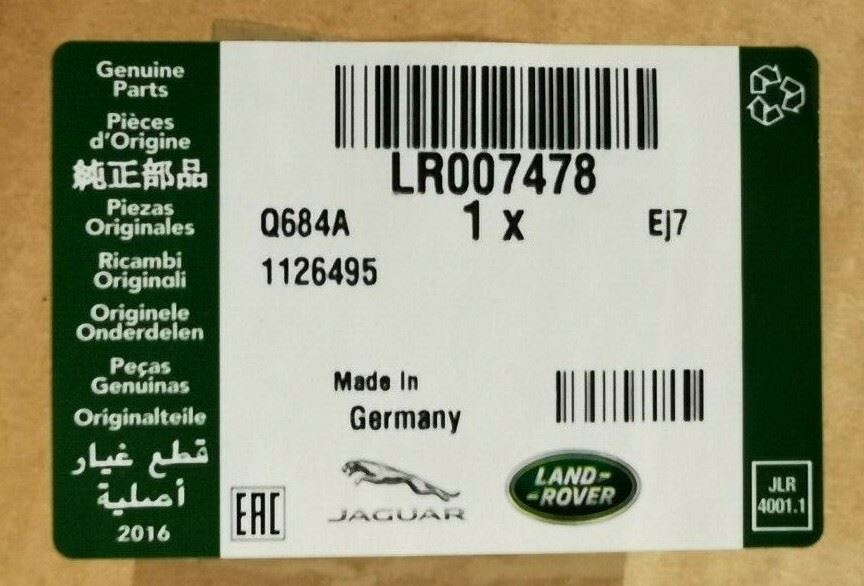 Genuine
Parts
Pièces
d'Origine
純正部品
Piezas
Originales
Ricambi
Originali
Originele
Onderdelen
Peças
Genuinas
Originalteile
قطع غيار
أصلية
2016
LR007478
Q684A 1 x Ej7
1126495
Made In
Germany
EAC
JAGUAR
LAND-
-ROVER
JLR
4001.1